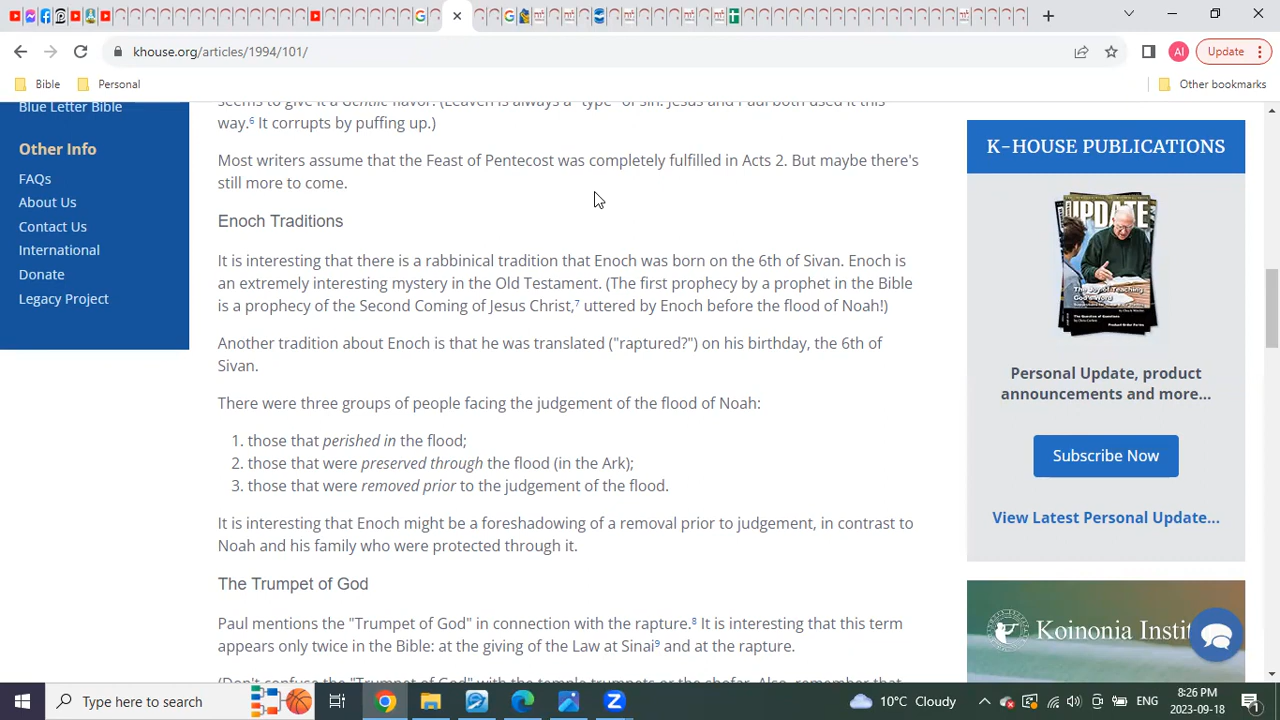 khouse.org/articles/1994/101/
AI
Update
Bible
Personal
Other bookmarks
Blue Letter Bible
Other Info
FAQs
About Us
Contact Us
International
Donate
Legacy Project
way.6 It corrupts by puffing up.)
Most writers assume that the Feast of Pentecost was completely fulfilled in Acts 2. But maybe there's
still more to come.
Enoch Traditions
It is interesting that there is a rabbinical tradition that Enoch was born on the 6th of Sivan. Enoch is
an extremely interesting mystery in the Old Testament. (The first prophecy by a prophet in the Bible
is a prophecy of the Second Coming of Jesus Christ,7 uttered by Enoch before the flood of Noah!)
Another tradition about Enoch is that he was translated ("raptured?") on his birthday, the 6th of
Sivan.
There were three groups of people facing the judgement of the flood of Noah:
1. those that perished in the flood;
2. those that were preserved through the flood (in the Ark);
3. those that were removed prior to the judgement of the flood.
It is interesting that Enoch might be a foreshadowing of a removal prior to judgement, in contrast to
Noah and his family who were protected through it.
The Trumpet of God
Paul mentions the "Trumpet of God" in connection with the rapture.8 It is interesting that this term
appears only twice in the Bible: at the giving of the Law at Sinai9 and at the rapture.
K-HOUSE PUBLICATIONS
UPDATE
Personal Update, product
announcements and more...
Subscribe Now
View Latest Personal Update...
Koinonia Insti
Type here to search
10°C Cloudy
ENG
8:26 PM
2023-09-18